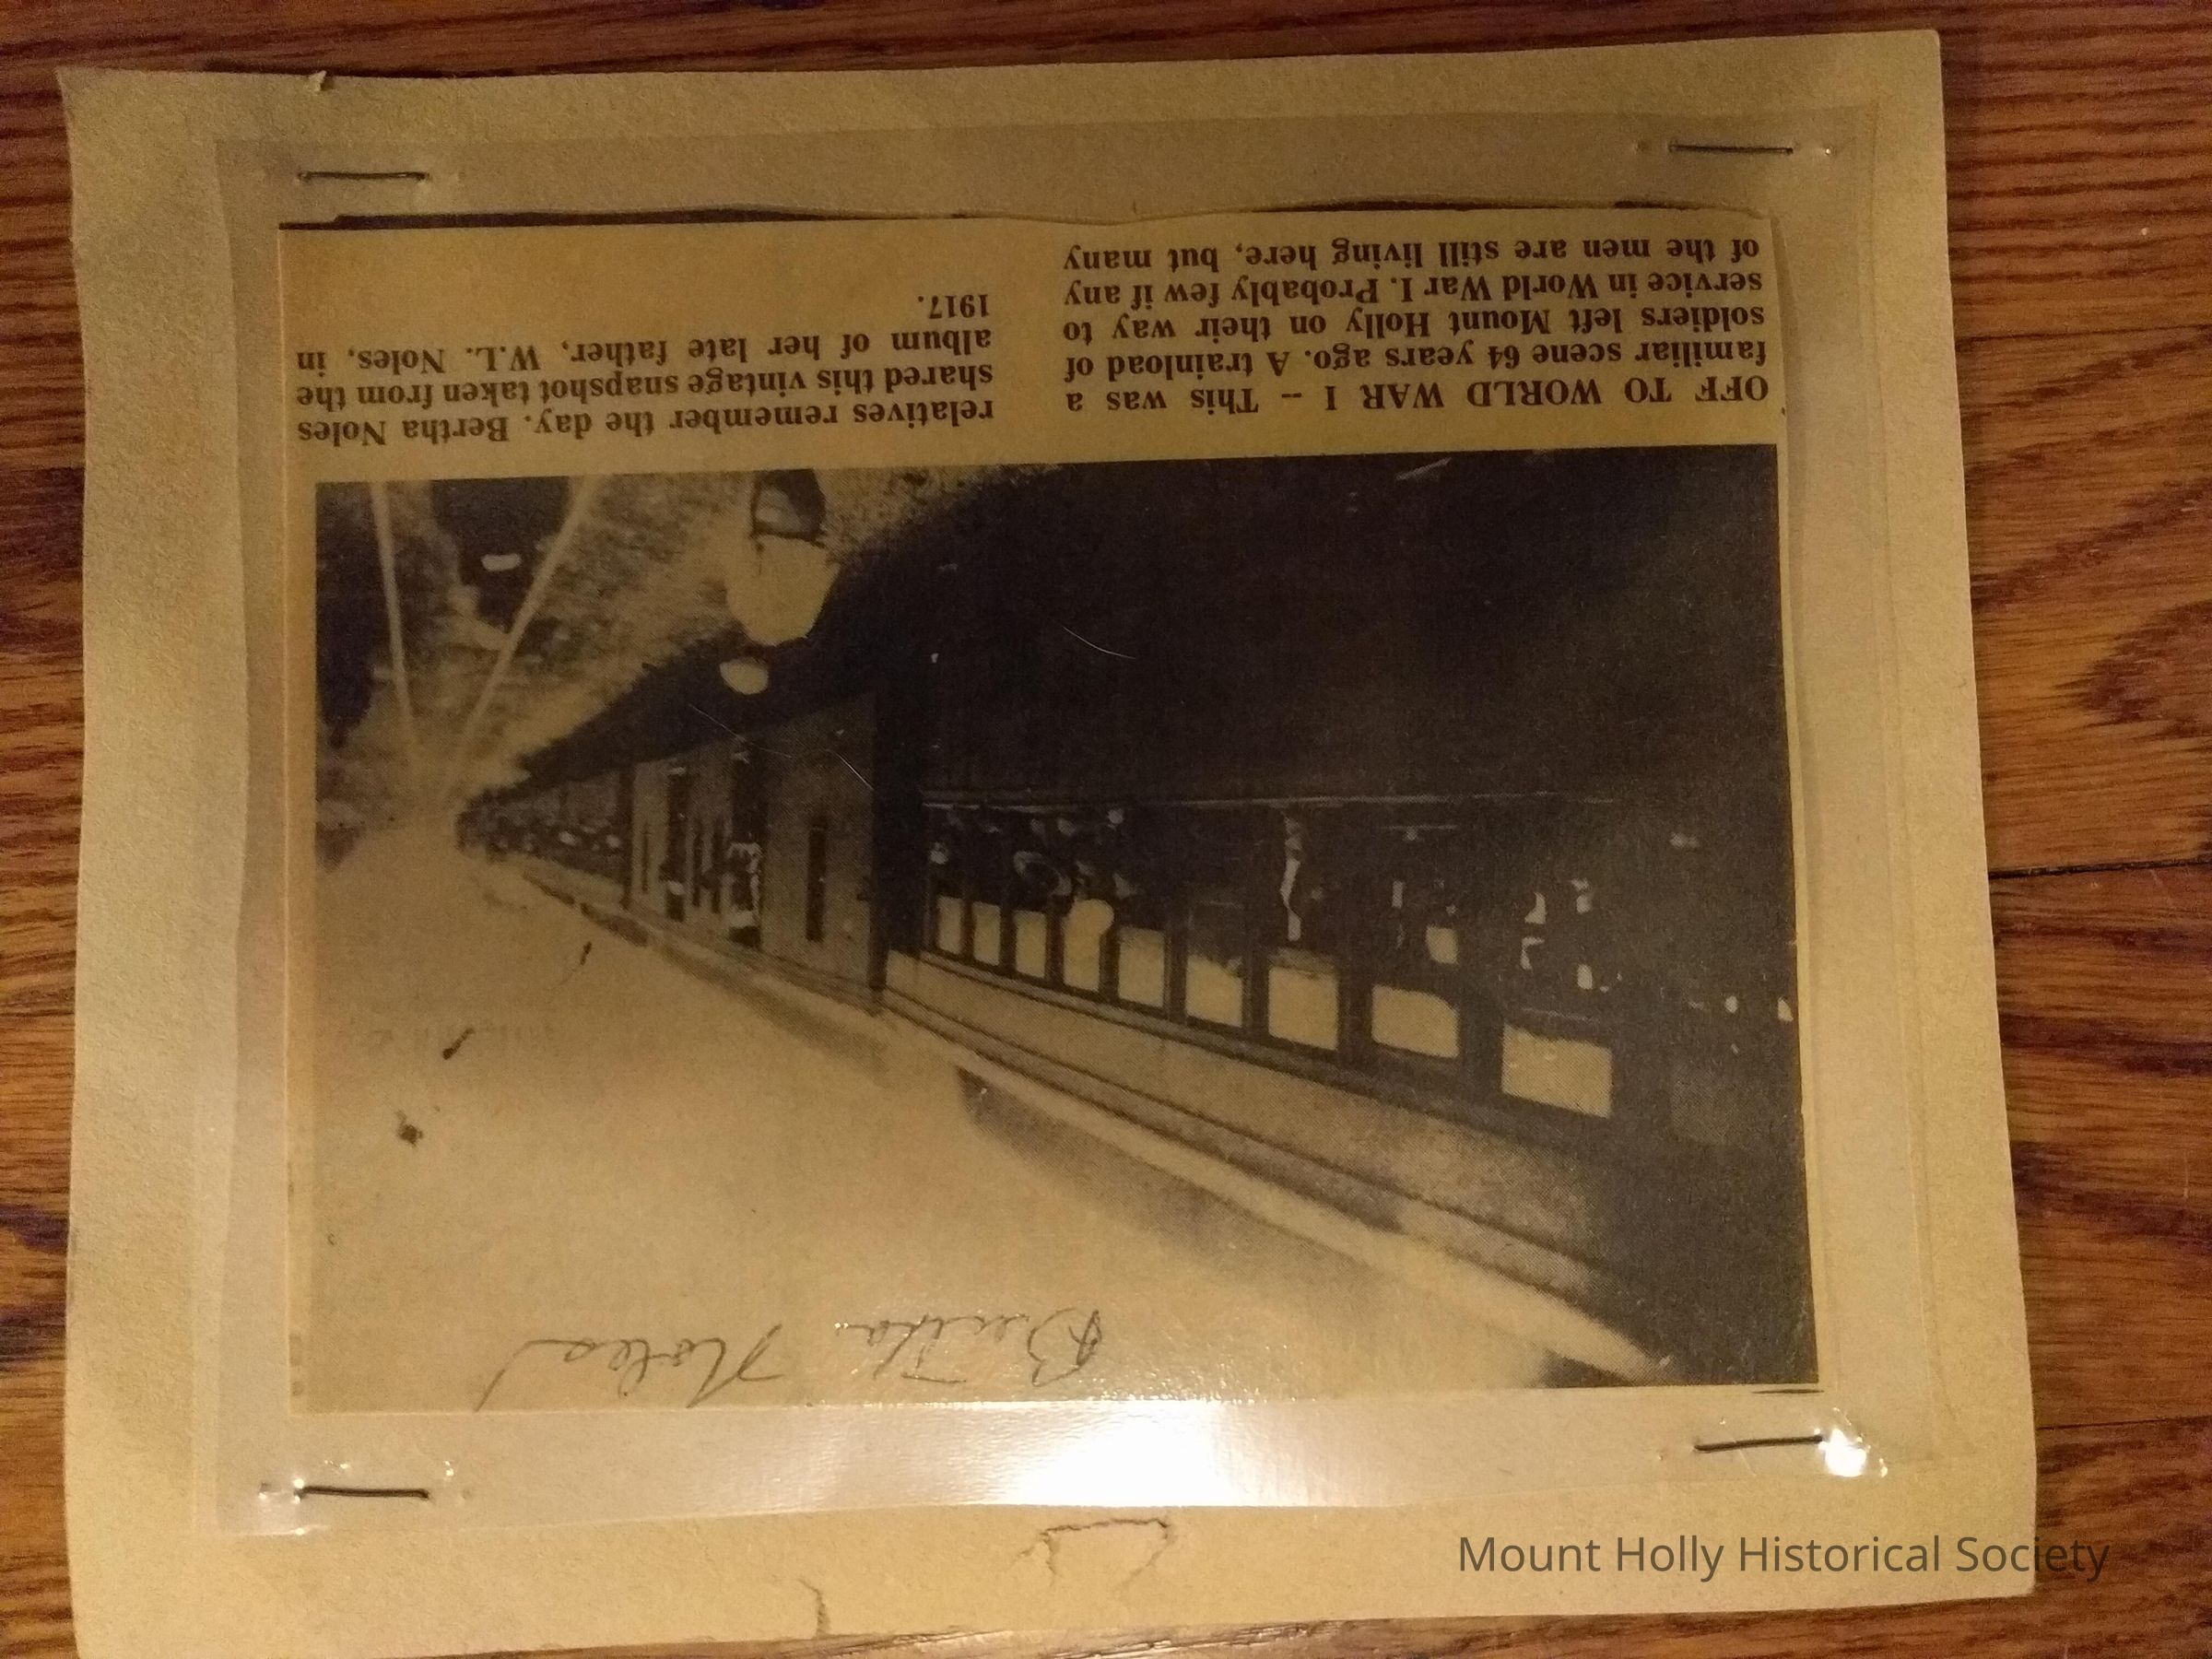 Bertha Noles
OFF TO WORLD WAR I -- This was a
familiar scene 64 years ago. A trainload of
soldiers left Mount Holly on their way to
service in World War I. Probably few if any
of the men are still living here, but many
relatives remember the day. Bertha Noles
shared this vintage snapshot taken from the
album of her late father, W.L. Noles, in
1917.
Mount Holly Historical Society